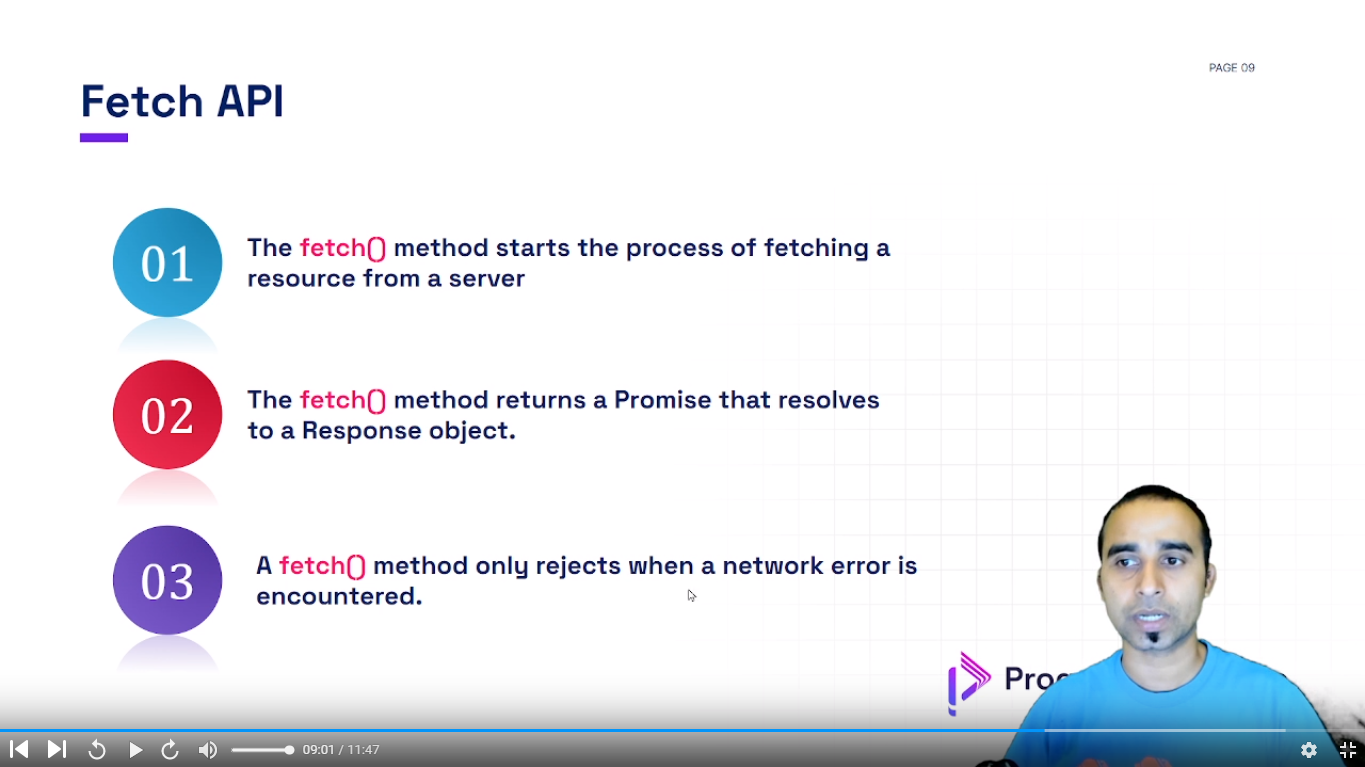 PAGE 09
Fetch API
01
The fetch() method starts the process of fetching a
resource from a server
02
The fetch() method returns a Promise that resolves
to a Response object.
03
A fetch() method only rejects when a network error is
encountered.
09:01 / 11:47